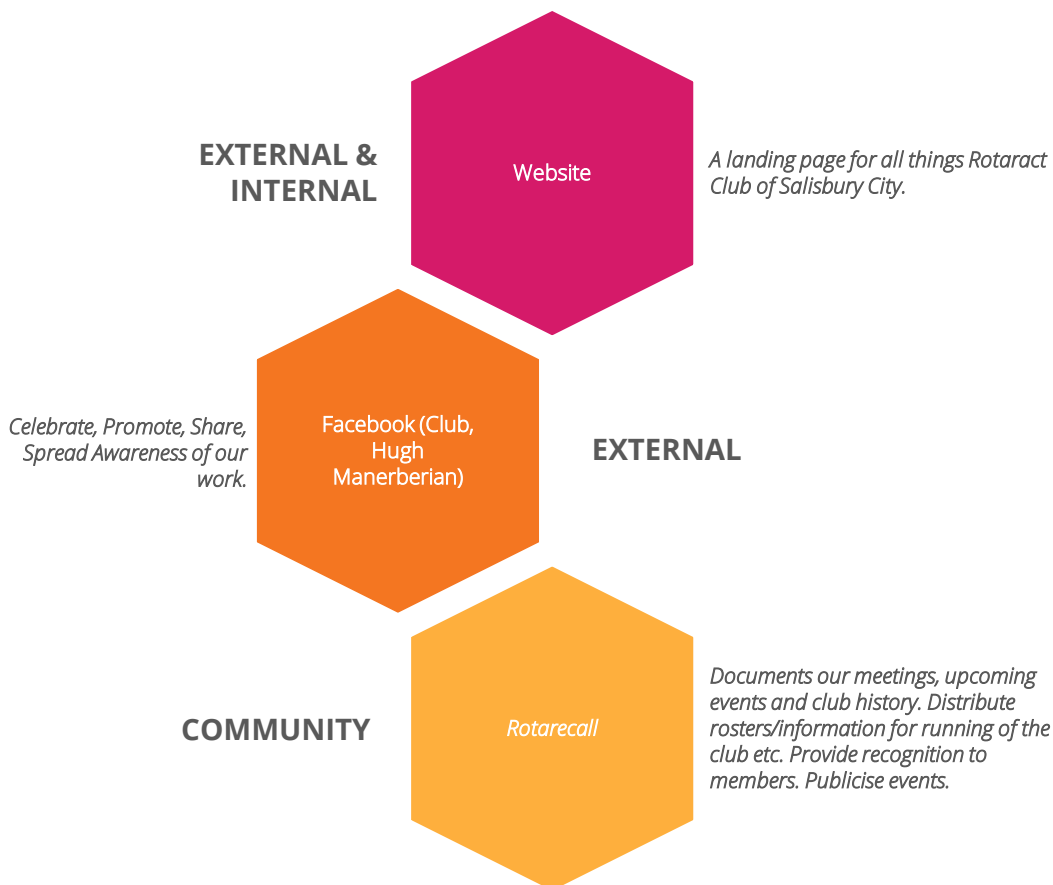 EXTERNAL &
INTERNAL
Website
A landing page for all things Rotaract
Club of Salisbury City.
Celebrate, Promote, Share,
Spread Awareness of our
work.
Facebook (Club,
Hugh
Manerberian)
EXTERNAL
COMMUNITY
Rotarecall
Documents our meetings, upcoming
events and club history. Distribute
rosters/information for running of the
club etc. Provide recognition to
members. Publicise events.